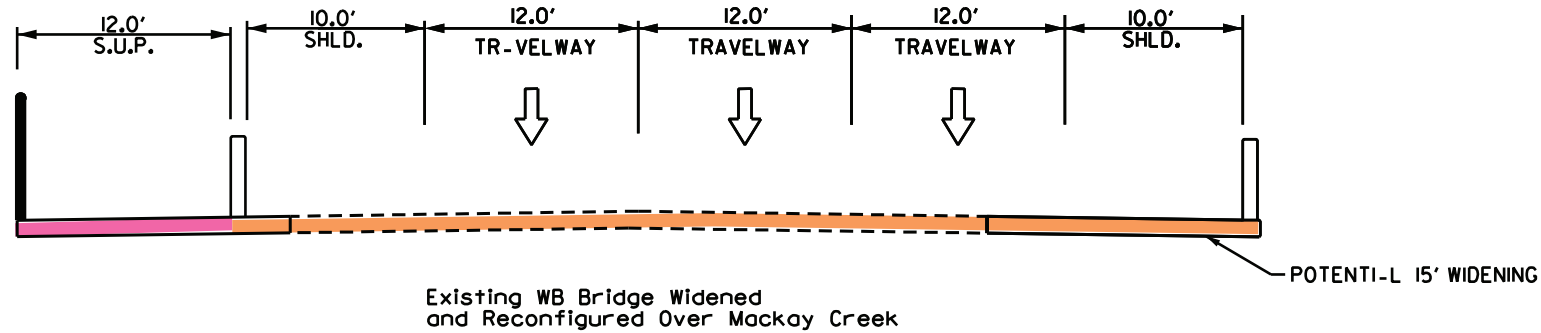 12.0' 10.0' 12.0' 12.0' 12.0' 10.0'
S.U.P. SHLD. TR-VELWAY TRAVELWAY TRAVELWAY SHLD.
POTENTI-L 15' WIDENING
Existing WB Bridge Widened
and Reconfigured Over Mackay Creek